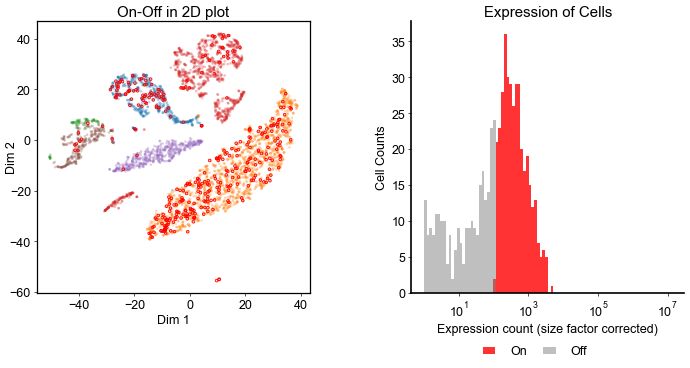 On-Off in 2D plot
40
20
0
−20
−40
−60
Dim 2
−40 −20 0 20 40
Dim 1
Expression of Cells
35
30
25
20
15
10
5
0
Cell Counts
10^1 10^3 10^5 10^7
Expression count (size factor corrected)
On Off